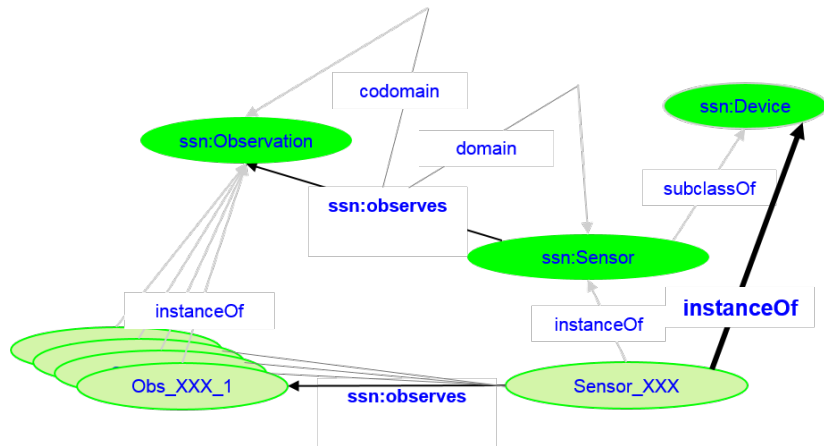 codomain
ssn:Device
ssn:Observation
domain
subclassOf
ssn:observes
ssn:Sensor
instanceOf
instanceOf
instanceOf
Obs_XXX_1
Sensor_XXX
ssn:observes